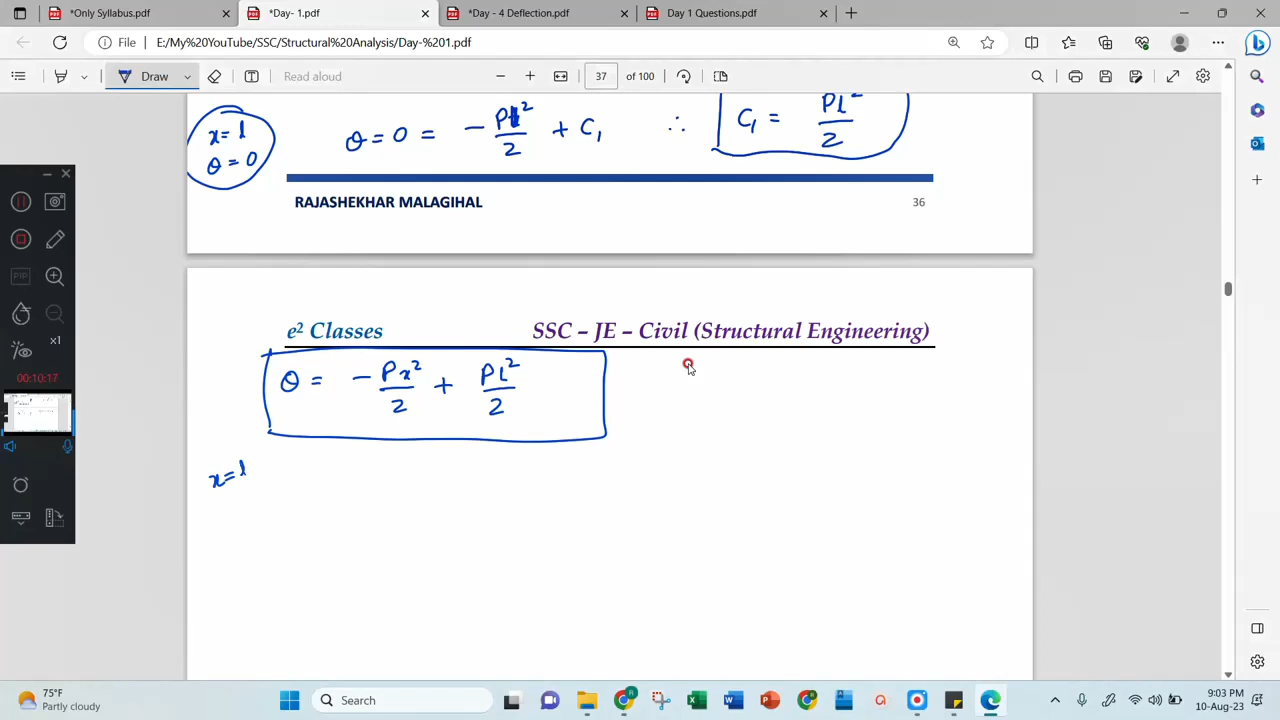 *Only Syllabus.pdf
*Day- 1.pdf
*Day - 4 Deflection.pdf
Day 1 Questions.pdf
File
E:/My%20YouTube/SSC/Structural%20Analysis/Day-%201.pdf
Draw
Read aloud
37 of 100
x = l
θ = 0
θ = 0 = - Pl²/2 + C₁ ∴ C₁ = Pl²/2
RAJASHEKHAR MALAGIHAL 36
e² Classes SSC – JE – Civil (Structural Engineering)
θ = - Px²/2 + Pl²/2
x = l
PIP
x1
00:10:17
75°F
Partly cloudy
Search
9:03 PM
10-Aug-23